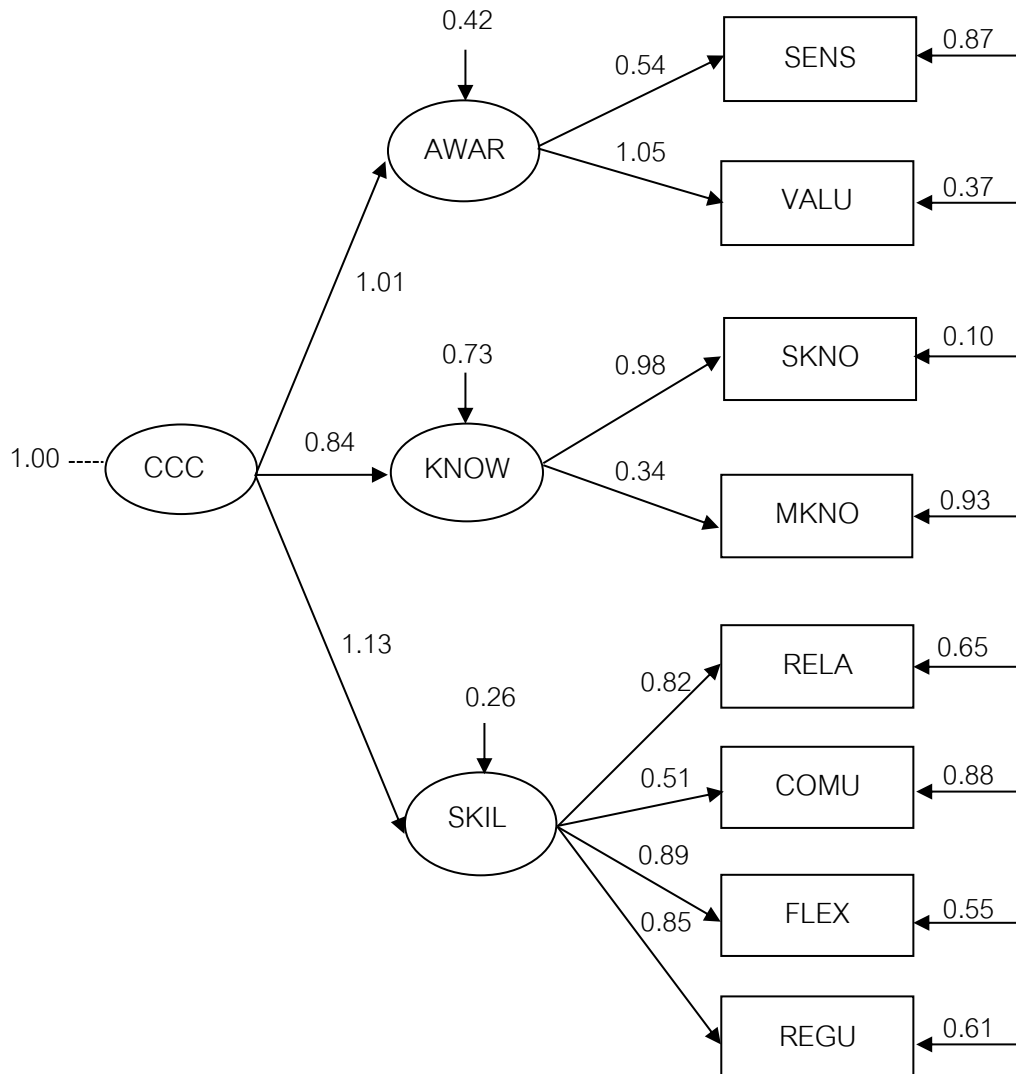 0.42
0.54
SENS
0.87
AWAR
1.05
VALU
0.37
1.01
0.73
0.98
SKNO
0.10
1.00
CCC
0.84
KNOW
0.34
MKNO
0.93
1.13
0.26
0.82
RELA
0.65
SKIL
0.51
COMU
0.88
0.89
FLEX
0.55
0.85
REGU
0.61